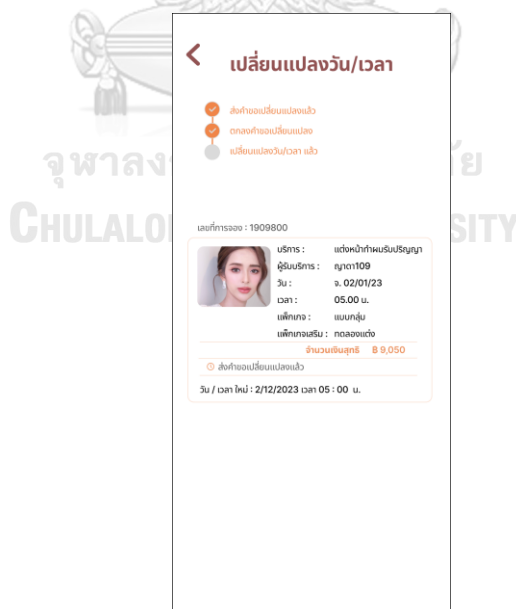 เปลี่ยนแปลงวัน/เวลา
ส่งคำขอเปลี่ยนแปลงแล้ว
ตกลงคำขอเปลี่ยนแปลง
เปลี่ยนแปลงวัน/เวลา แล้ว
จุฬาลง ัย
CHULALO SITY
เลขที่การจอง : 1909800
บริการ : แต่งหน้าทำผมรับปริญญา
ผู้รับบริการ : ญาดา109
วัน : จ. 02/01/23
เวลา : 05.00 น.
แพ็กเกจ : แบบกลุ่ม
แพ็กเกจเสริม : ทดลองแต่ง
จำนวนเงินสุทธิ ฿ 9,050
ส่งคำขอเปลี่ยนแปลงแล้ว
วัน / เวลา ใหม่ : 2/12/2023 เวลา 05 : 00 น.